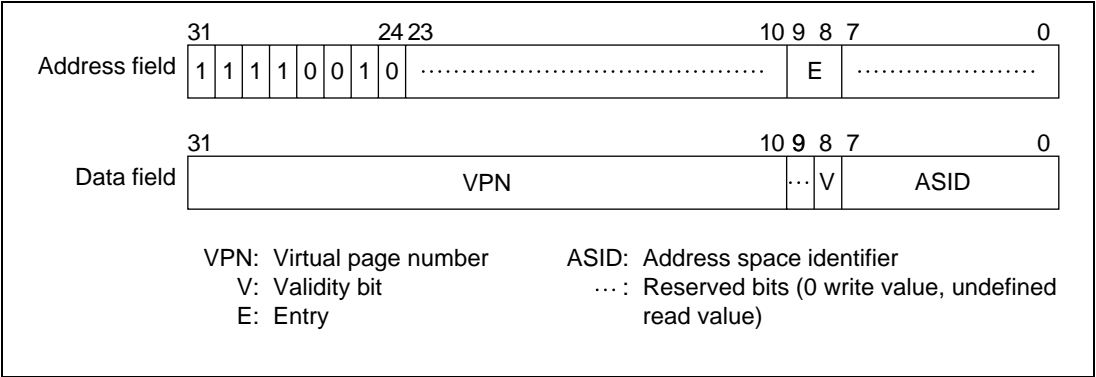 31 24 23 10 9 8 7 0
Address field 1 1 1 1 0 0 1 0 ⋯ E ⋯
31 10 9 8 7 0
Data field VPN ⋯ V ASID
VPN: Virtual page number ASID: Address space identifier
V: Validity bit ⋯ : Reserved bits (0 write value, undefined
E: Entry read value)